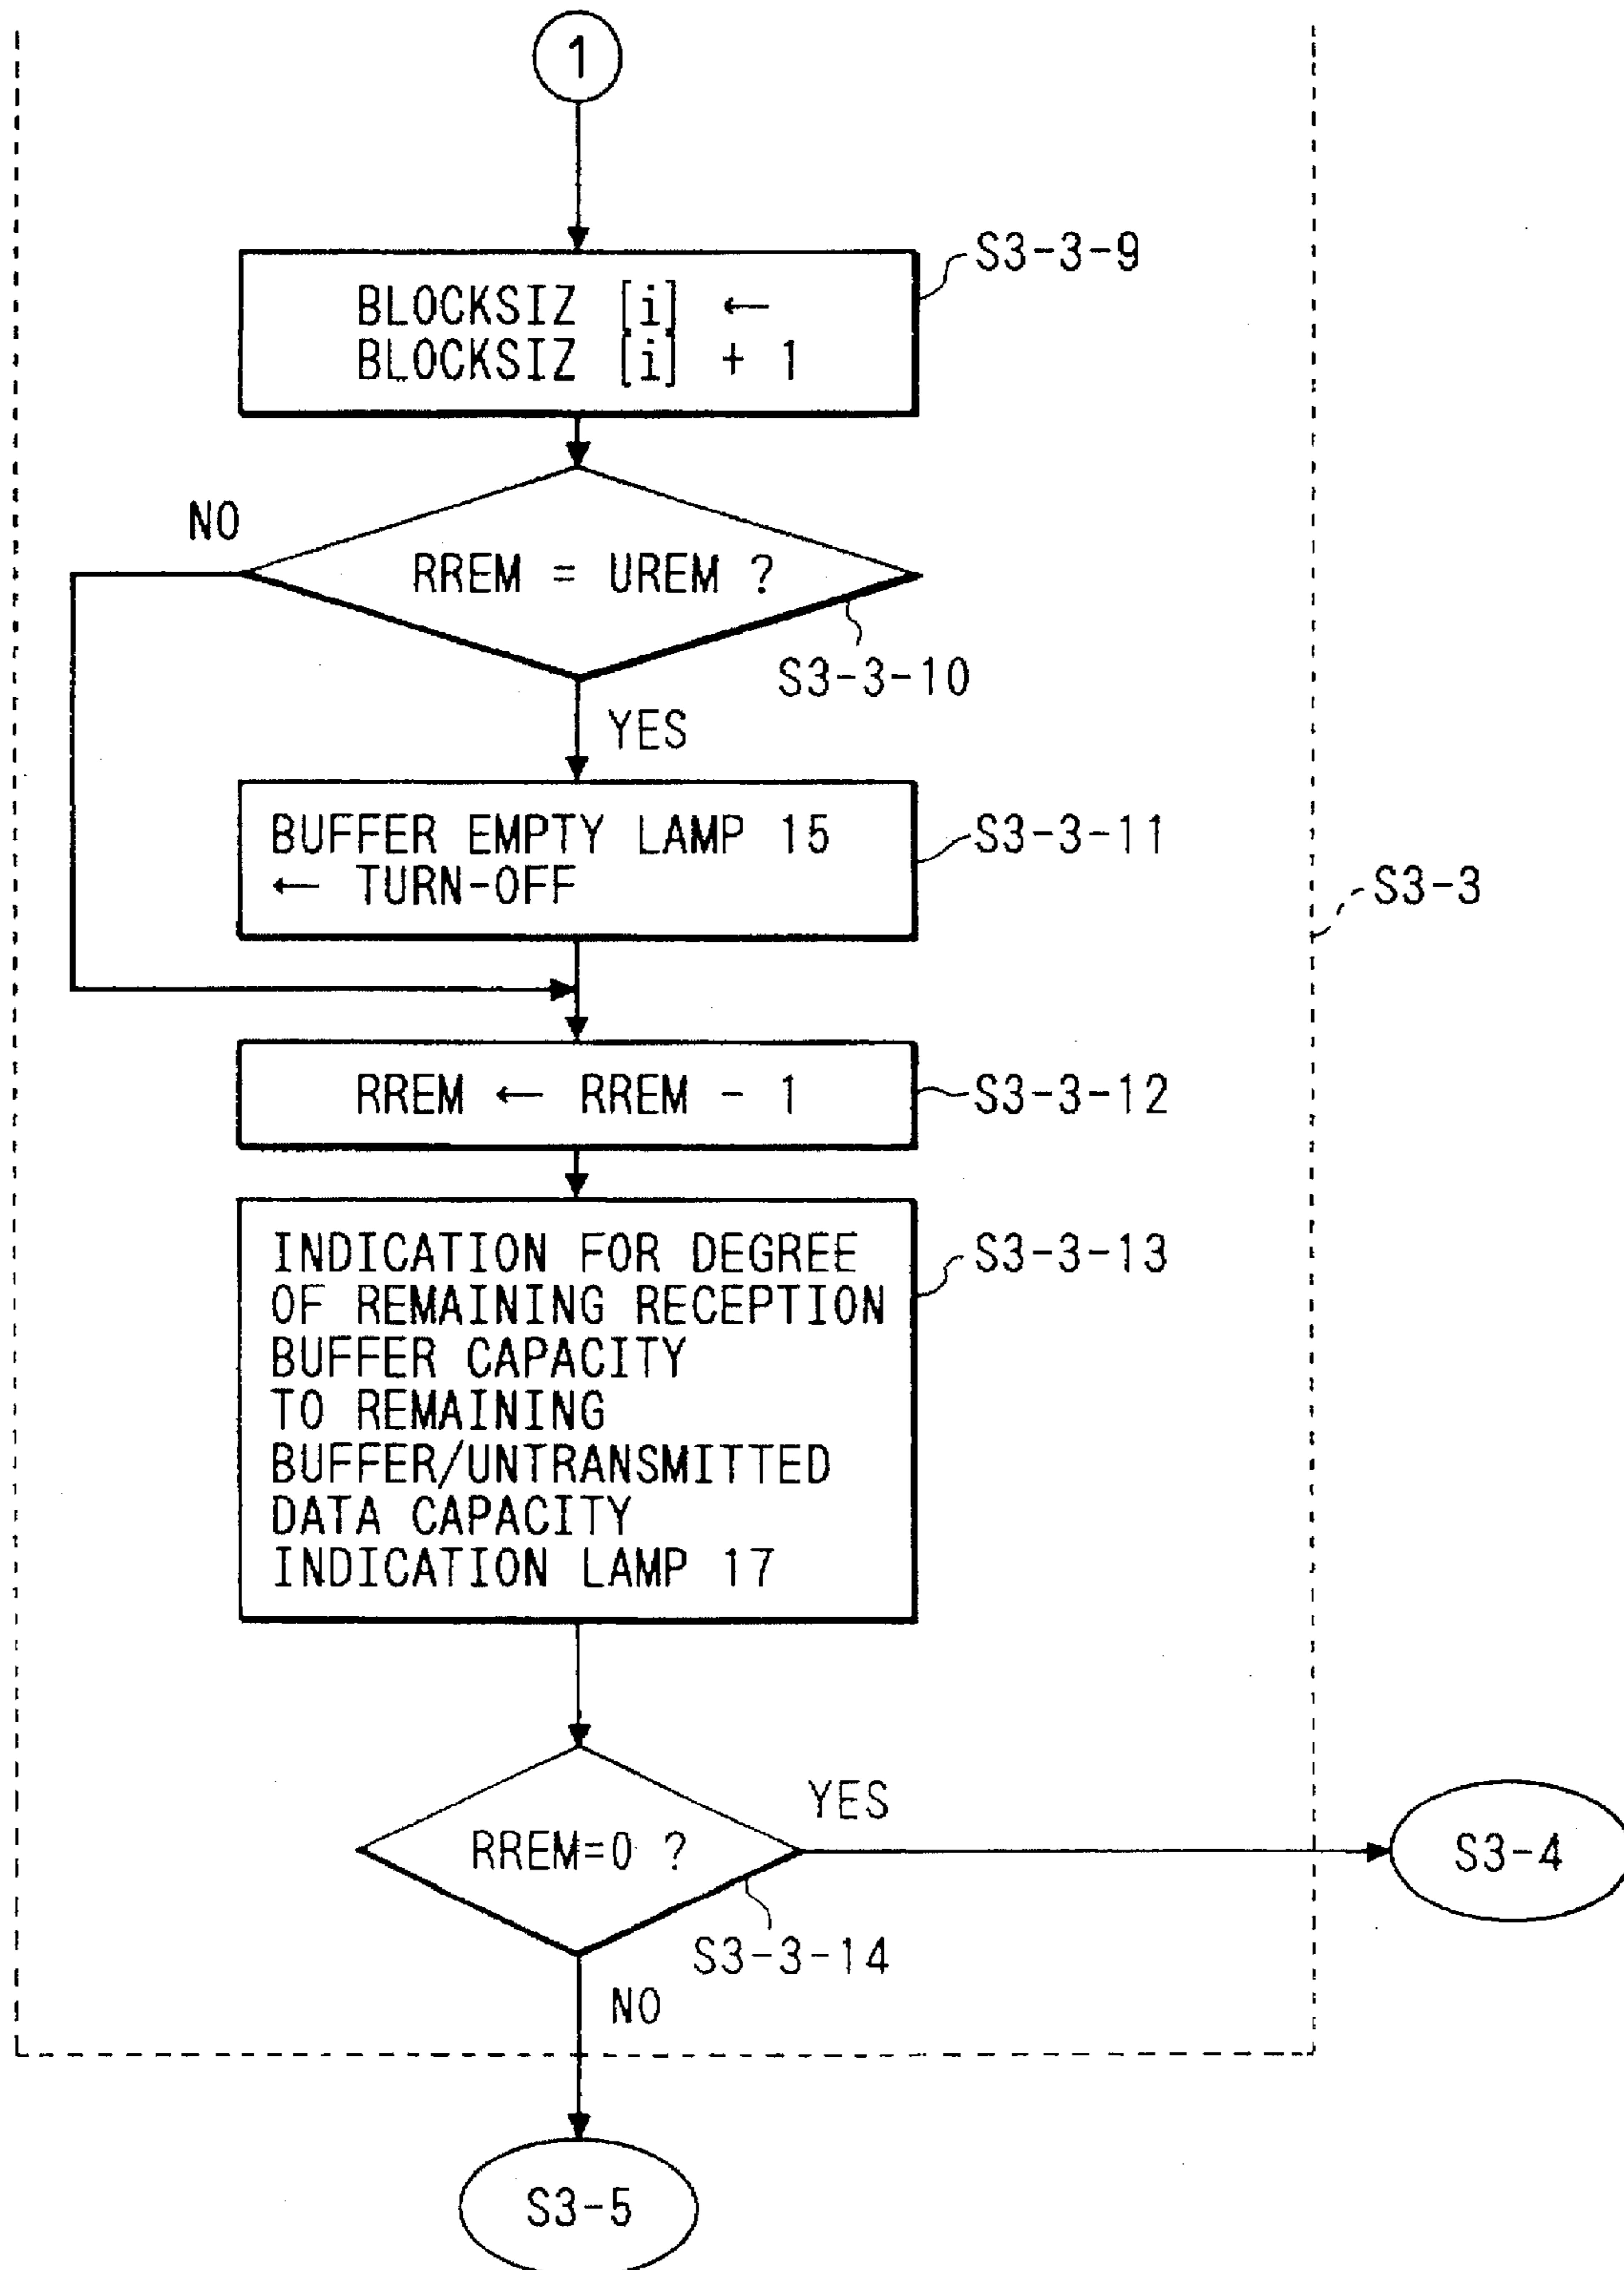 1
S3-3-9
BLOCKSIZ [i] ←
BLOCKSIZ [i] + 1
NO
RREM = UREM ?
S3-3-10
YES
BUFFER EMPTY LAMP 15
← TURN-OFF
S3-3-11
S3-3
RREM ← RREM - 1
S3-3-12
INDICATION FOR DEGREE
OF REMAINING RECEPTION
BUFFER CAPACITY
TO REMAINING
BUFFER/UNTRANSMITTED
DATA CAPACITY
INDICATION LAMP 17
S3-3-13
YES
RREM=0 ?
S3-4
S3-3-14
NO
S3-5